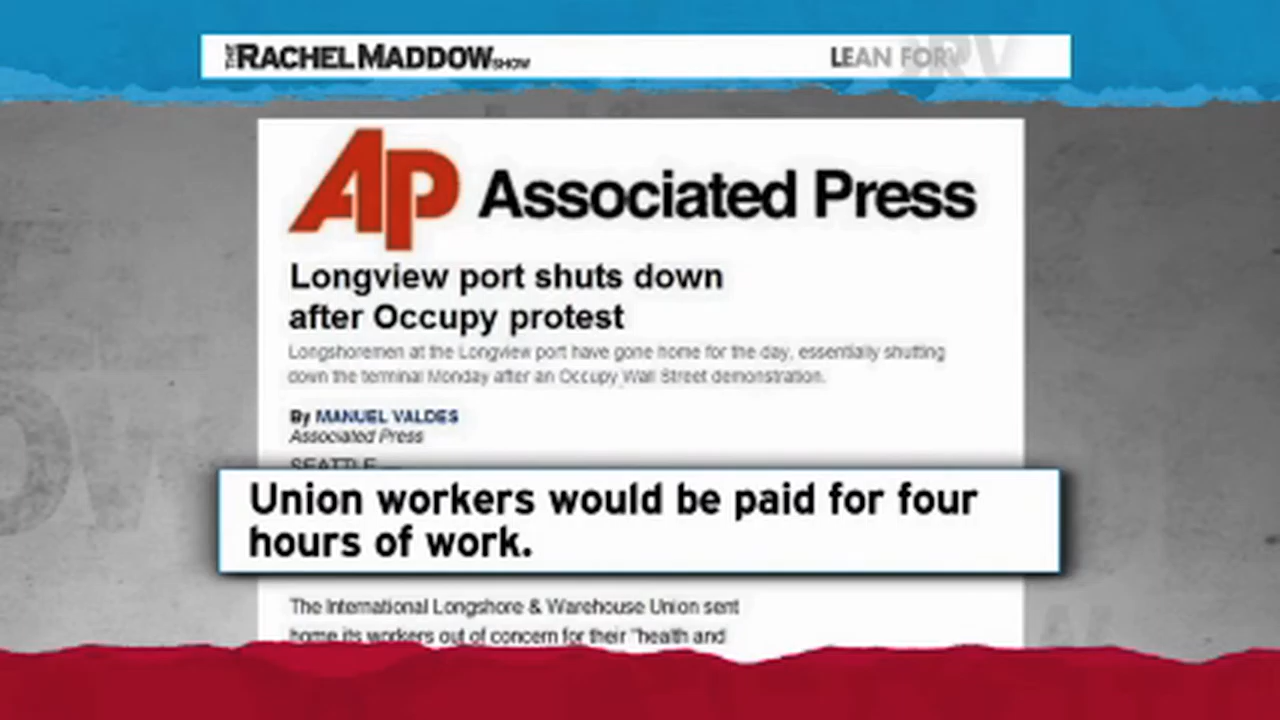 THE RACHEL MADDOW SHOW
LEAN FORW
AP Associated Press
Longview port shuts down
after Occupy protest
Longshoremen at the Longview port have gone home for the day, essentially shutting
down the terminal Monday after an Occupy Wall Street demonstration.
By MANUEL VALDES
Associated Press
SEATTLE —
Union workers would be paid for four
hours of work.
The International Longshore & Warehouse Union sent
home its workers out of concern for their "health and